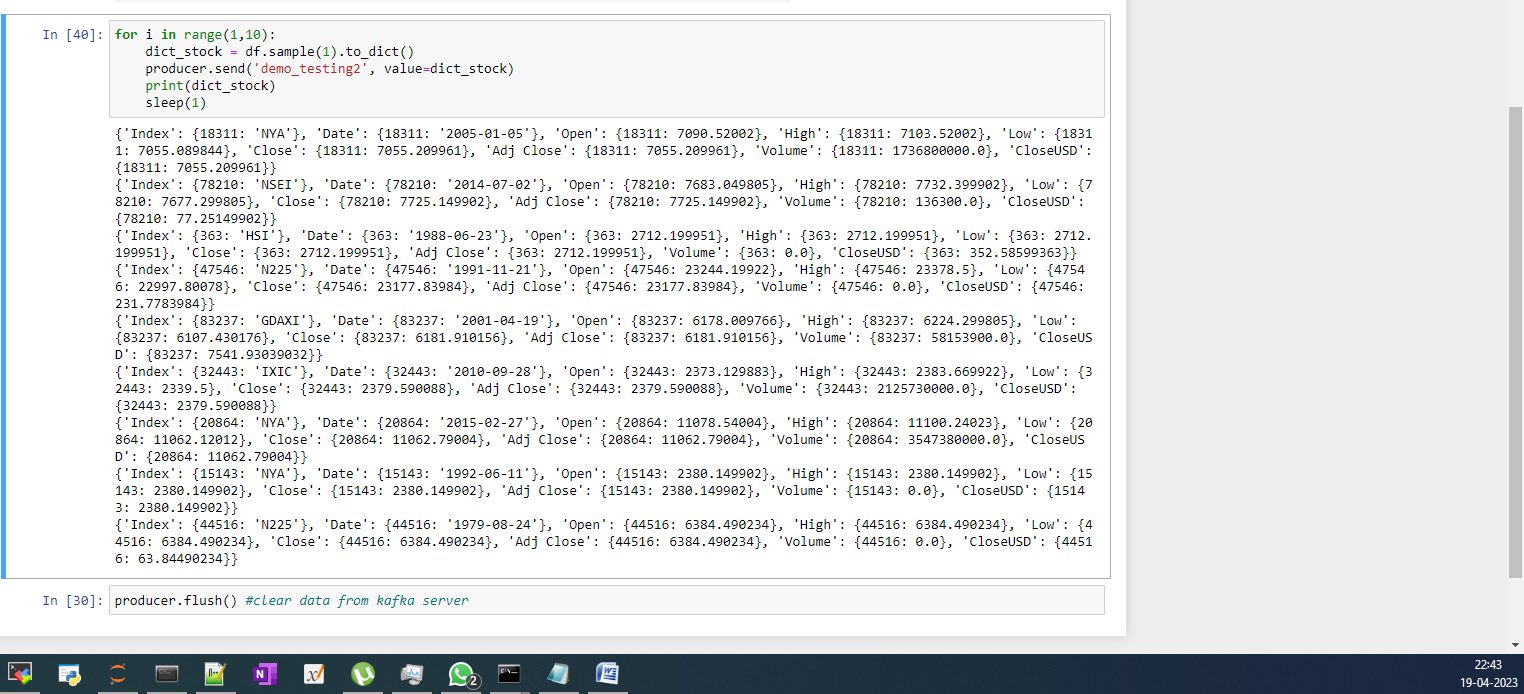 In [40]: for i in range(1,10):
dict_stock = df.sample(1).to_dict()
producer.send('demo_testing2', value=dict_stock)
print(dict_stock)
sleep(1)
{'Index': {18311: 'NYA'}, 'Date': {18311: '2005-01-05'}, 'Open': {18311: 7090.52002}, 'High': {18311: 7103.52002}, 'Low': {1831
1: 7055.089844}, 'Close': {18311: 7055.209961}, 'Adj Close': {18311: 7055.209961}, 'Volume': {18311: 1736800000.0}, 'CloseUSD':
{18311: 7055.209961}}
{'Index': {78210: 'NSEI'}, 'Date': {78210: '2014-07-02'}, 'Open': {78210: 7683.049805}, 'High': {78210: 7732.399902}, 'Low': {7
8210: 7677.299805}, 'Close': {78210: 7725.149902}, 'Adj Close': {78210: 7725.149902}, 'Volume': {78210: 136300.0}, 'CloseUSD':
{78210: 77.25149902}}
{'Index': {363: 'HSI'}, 'Date': {363: '1988-06-23'}, 'Open': {363: 2712.199951}, 'High': {363: 2712.199951}, 'Low': {363: 2712.
199951}, 'Close': {363: 2712.199951}, 'Adj Close': {363: 2712.199951}, 'Volume': {363: 0.0}, 'CloseUSD': {363: 352.58599363}}
{'Index': {47546: 'N225'}, 'Date': {47546: '1991-11-21'}, 'Open': {47546: 23244.19922}, 'High': {47546: 23378.5}, 'Low': {4754
6: 22997.80078}, 'Close': {47546: 23177.83984}, 'Adj Close': {47546: 23177.83984}, 'Volume': {47546: 0.0}, 'CloseUSD': {47546:
231.7783984}}
{'Index': {83237: 'GDAXI'}, 'Date': {83237: '2001-04-19'}, 'Open': {83237: 6178.009766}, 'High': {83237: 6224.299805}, 'Low':
{83237: 6107.430176}, 'Close': {83237: 6181.910156}, 'Adj Close': {83237: 6181.910156}, 'Volume': {83237: 58153900.0}, 'CloseUS
D': {83237: 7541.93039032}}
{'Index': {32443: 'IXIC'}, 'Date': {32443: '2010-09-28'}, 'Open': {32443: 2373.129883}, 'High': {32443: 2383.669922}, 'Low': {3
2443: 2339.5}, 'Close': {32443: 2379.590088}, 'Adj Close': {32443: 2379.590088}, 'Volume': {32443: 2125730000.0}, 'CloseUSD':
{32443: 2379.590088}}
{'Index': {20864: 'NYA'}, 'Date': {20864: '2015-02-27'}, 'Open': {20864: 11078.54004}, 'High': {20864: 11100.24023}, 'Low': {20
864: 11062.12012}, 'Close': {20864: 11062.79004}, 'Adj Close': {20864: 11062.79004}, 'Volume': {20864: 3547380000.0}, 'CloseUS
D': {20864: 11062.79004}}
{'Index': {15143: 'NYA'}, 'Date': {15143: '1992-06-11'}, 'Open': {15143: 2380.149902}, 'High': {15143: 2380.149902}, 'Low': {15
143: 2380.149902}, 'Close': {15143: 2380.149902}, 'Adj Close': {15143: 2380.149902}, 'Volume': {15143: 0.0}, 'CloseUSD': {1514
3: 2380.149902}}
{'Index': {44516: 'N225'}, 'Date': {44516: '1979-08-24'}, 'Open': {44516: 6384.490234}, 'High': {44516: 6384.490234}, 'Low': {4
4516: 6384.490234}, 'Close': {44516: 6384.490234}, 'Adj Close': {44516: 6384.490234}, 'Volume': {44516: 0.0}, 'CloseUSD': {4451
6: 63.84490234}}
In [30]: producer.flush() #clear data from kafka server
2
22:43
19-04-2023